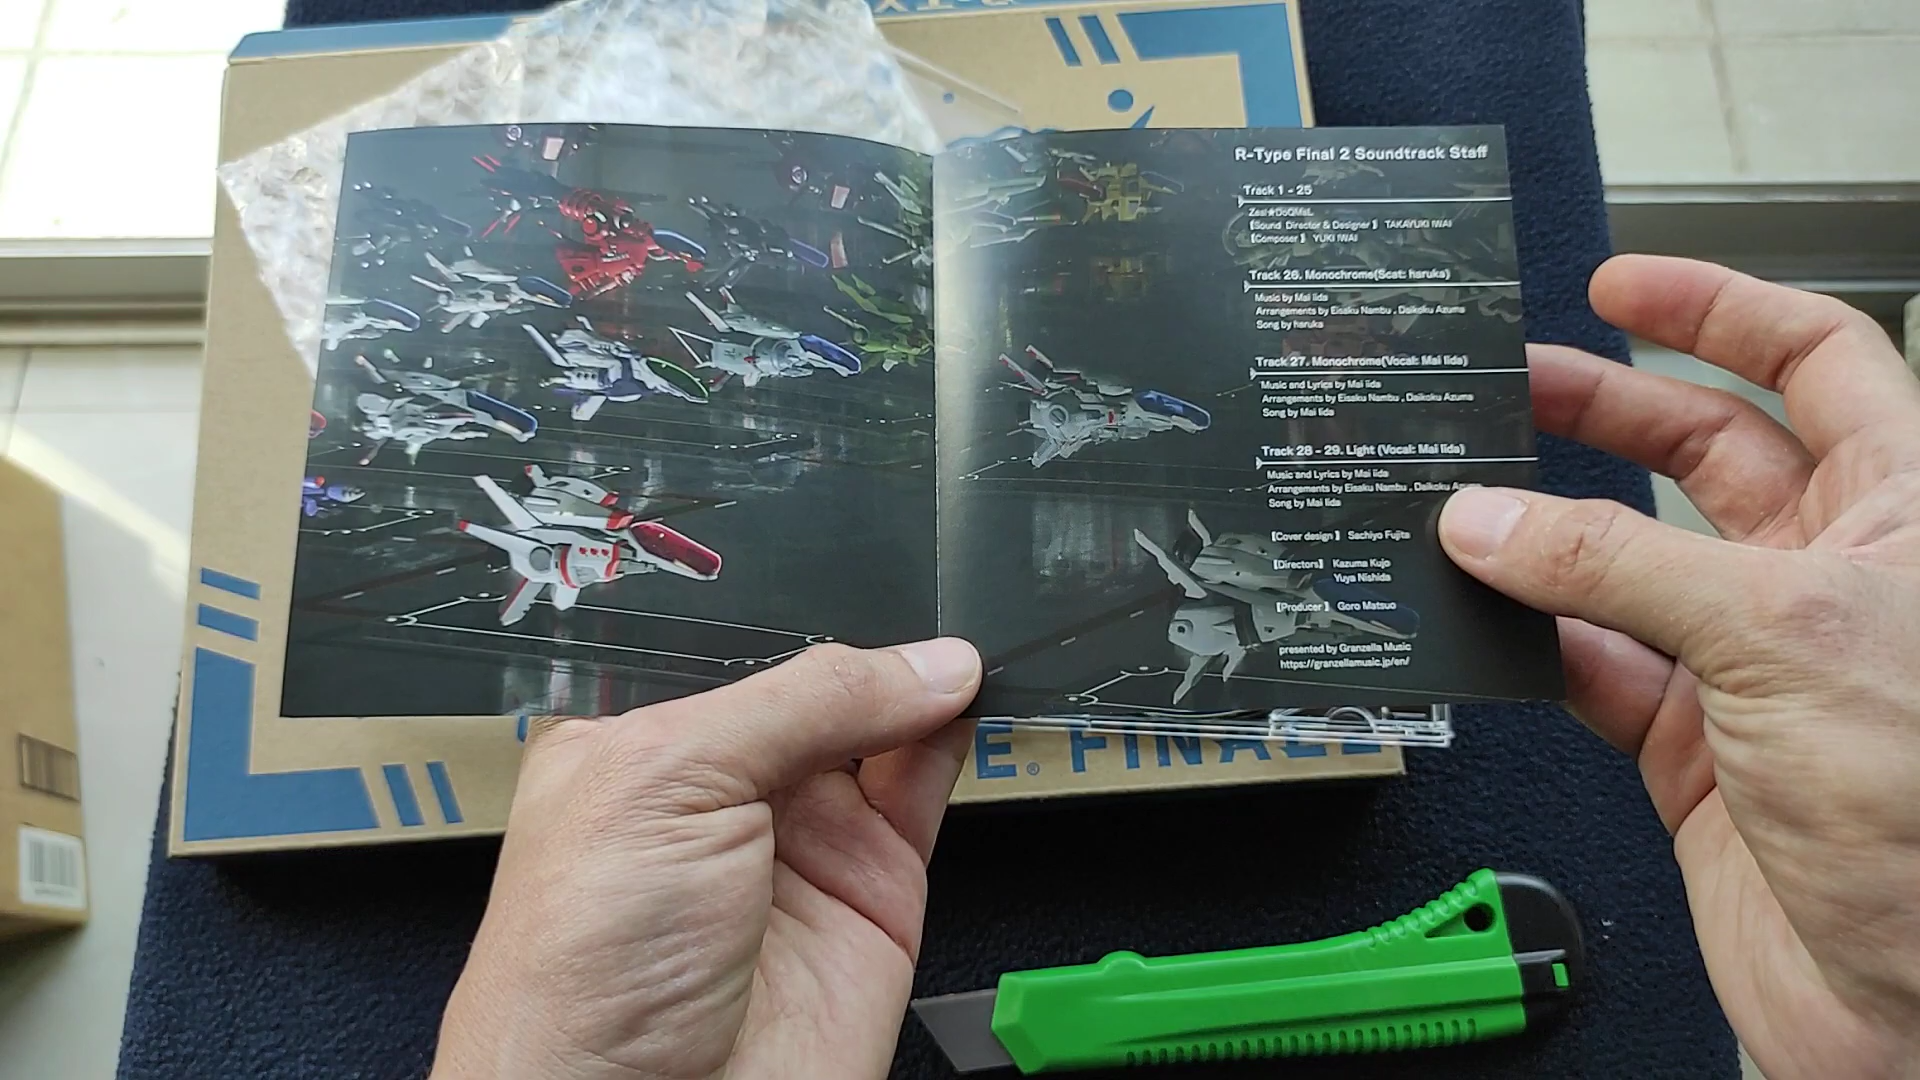 R-Type Final 2 Soundtrack Staff
Track 1 - 25
Zeal★DoQMaL
【Sound Director & Designer】 TAKAYUKI IWAI
【Composer】 YUKI IWAI
Track 26. Monochrome(Scat: haruka)
Music by Mai Iida
Arrangements by Eisaku Nambu , Daikoku Azuma
Song by haruka
Track 27. Monochrome(Vocal: Mai Iida)
Music and Lyrics by Mai Iida
Arrangements by Eisaku Nambu , Daikoku Azuma
Song by Mai Iida
Track 28 - 29. Light (Vocal: Mai Iida)
Music and Lyrics by Mai Iida
Arrangements by Eisaku Nambu , Daikoku Azuma
Song by Mai Iida
【Cover design】 Sachiyo Fujita
【Directors】 Kazuma Kujo
Yuya Nishida
【Producer】 Goro Matsuo
presented by Granzella Music
https://granzellamusic.jp/en/
E. FINAL